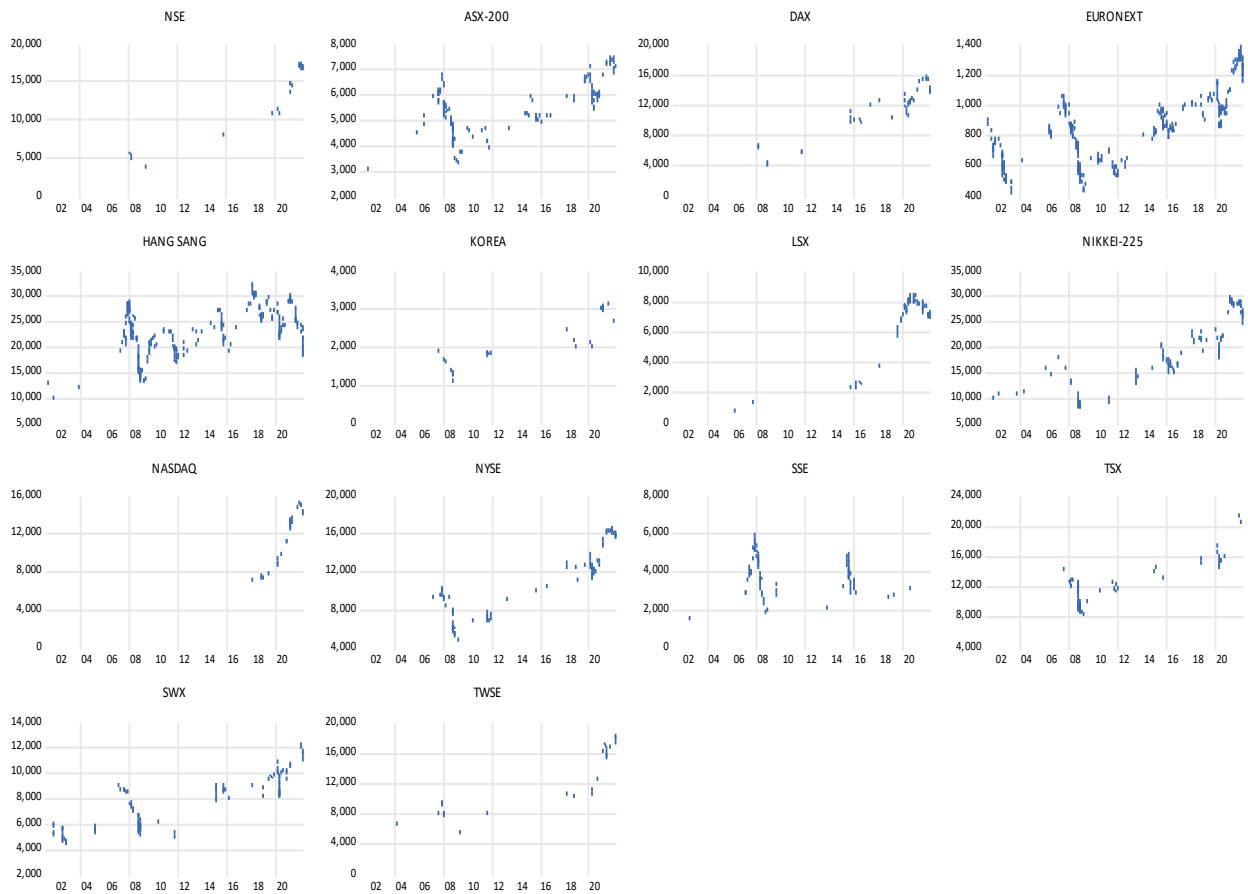 NSE
20,000
15,000
10,000
5,000
0
02 04 06 08 10 12 14 16 18 20
ASX-200
8,000
7,000
6,000
5,000
4,000
3,000
2,000
02 04 06 08 10 12 14 16 18 20
DAX
20,000
16,000
12,000
8,000
4,000
0
02 04 06 08 10 12 14 16 18 20
EURONEXT
1,400
1,200
1,000
800
600
400
02 04 06 08 10 12 14 16 18 20
HANG SANG
35,000
30,000
25,000
20,000
15,000
10,000
5,000
02 04 06 08 10 12 14 16 18 20
KOREA
4,000
3,000
2,000
1,000
0
02 04 06 08 10 12 14 16 18 20
LSX
10,000
8,000
6,000
4,000
2,000
0
02 04 06 08 10 12 14 16 18 20
NIKKEI-225
35,000
30,000
25,000
20,000
15,000
10,000
5,000
02 04 06 08 10 12 14 16 18 20
NASDAQ
16,000
12,000
8,000
4,000
0
02 04 06 08 10 12 14 16 18 20
NYSE
20,000
16,000
12,000
8,000
4,000
02 04 06 08 10 12 14 16 18 20
SSE
8,000
6,000
4,000
2,000
0
02 04 06 08 10 12 14 16 18 20
TSX
24,000
20,000
16,000
12,000
8,000
4,000
02 04 06 08 10 12 14 16 18 20
SWX
14,000
12,000
10,000
8,000
6,000
4,000
2,000
02 04 06 08 10 12 14 16 18 20
TWSE
20,000
16,000
12,000
8,000
4,000
0
02 04 06 08 10 12 14 16 18 20